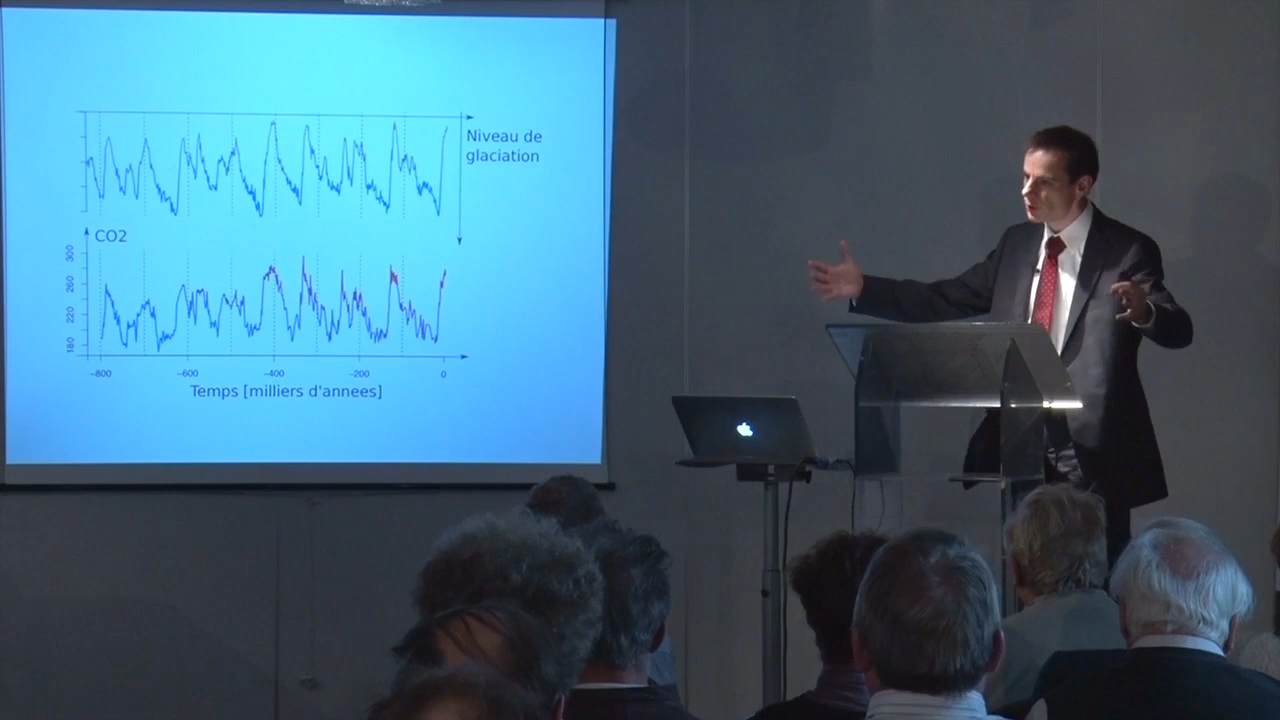 Niveau de
glaciation
CO2
300
260
220
180
−800
−600
−400
−200
0
Temps [milliers d'annees]